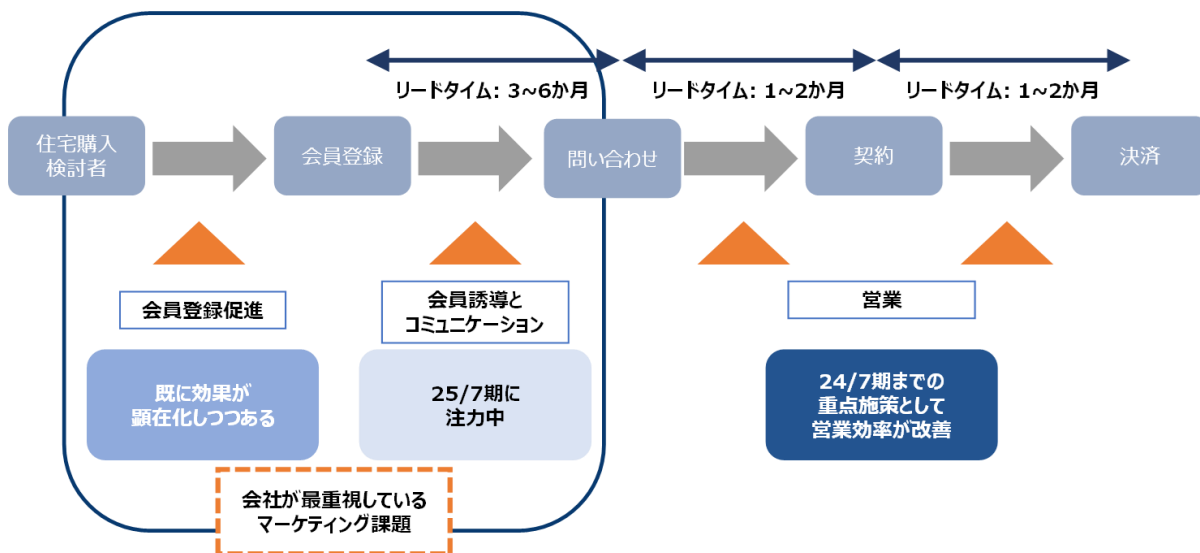 リードタイム: 3~6か月
リードタイム: 1~2か月
リードタイム: 1~2か月
住宅購入
検討者
会員登録
問い合わせ
契約
決済
会員登録促進
会員誘導と
コミュニケーション
営業
既に効果が
顕在化しつつある
25/7期に
注力中
24/7期までの
重点施策として
営業効率が改善
会社が最重視している
マーケティング課題